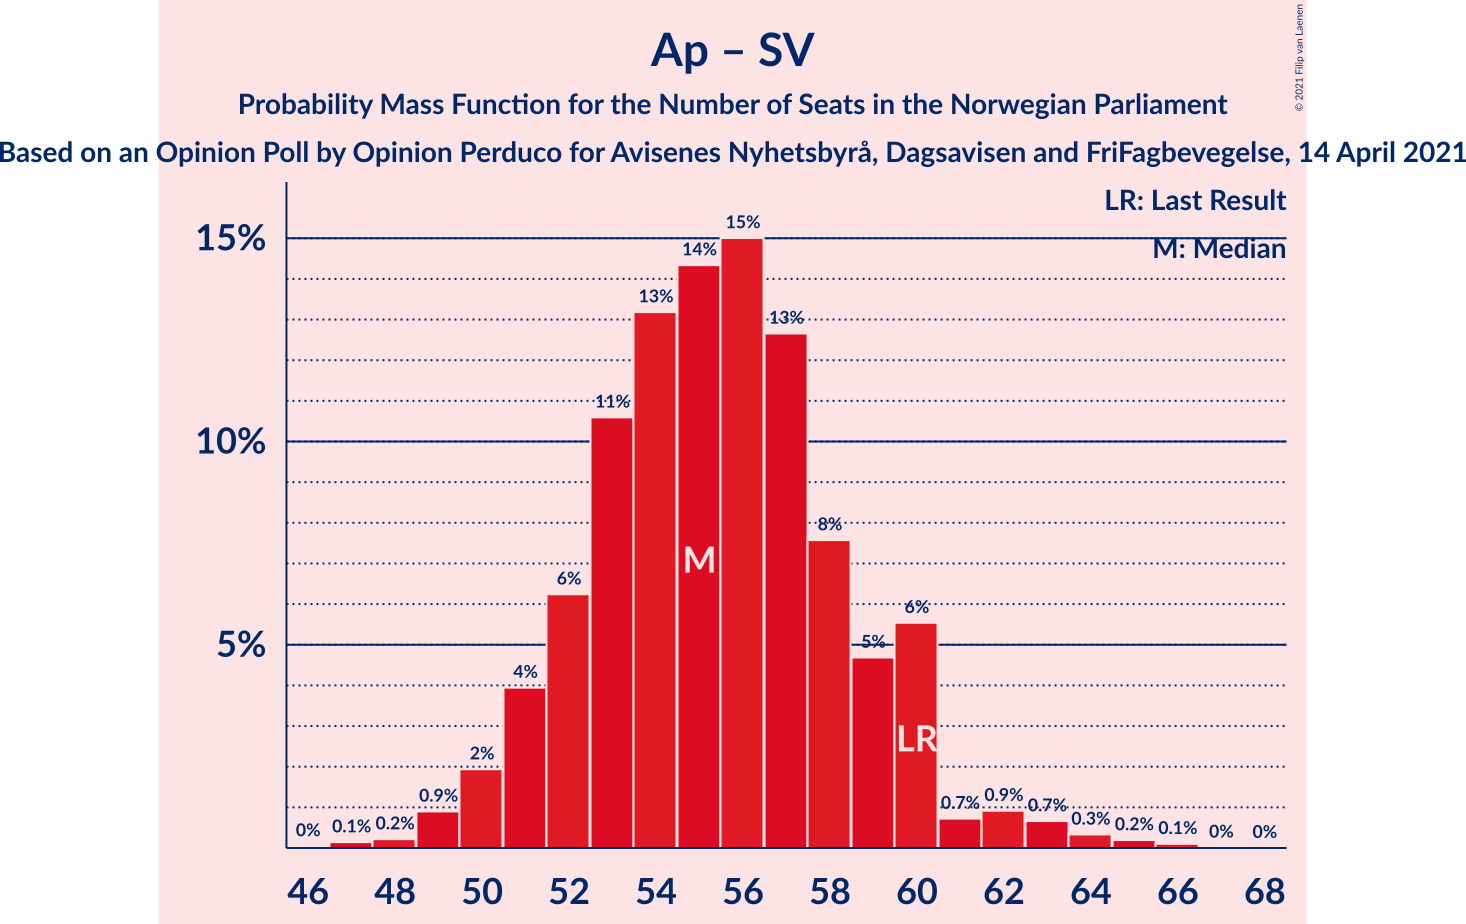 Ap – SV
Probability Mass Function for the Number of Seats in the Norwegian Parliament
Based on an Opinion Poll by Opinion Perduco for Avisenes Nyhetsbyrå, Dagsavisen and FriFagbevegelse, 14 April 2021
© 2021 Filip van Laenen
LR: Last Result
M: Median
15%
10%
5%
0%
0.1%
0.2%
0.9%
2%
4%
6%
11%
13%
14%
15%
13%
8%
5%
6%
0.7%
0.9%
0.7%
0.3%
0.2%
0.1%
0%
0%
M
LR
46 48 50 52 54 56 58 60 62 64 66 68